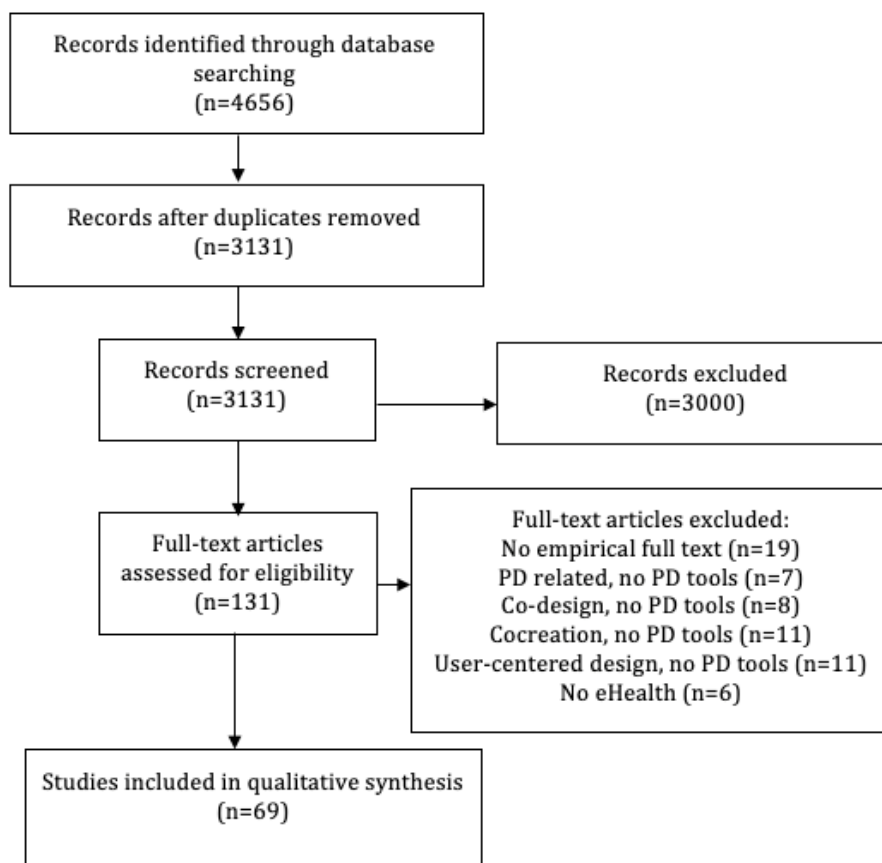 Records identified through database
searching
(n=4656)
Records after duplicates removed
(n=3131)
Records screened
(n=3131)
Records excluded
(n=3000)
Full-text articles
assessed for eligibility
(n=131)
Full-text articles excluded:
No empirical full text (n=19)
PD related, no PD tools (n=7)
Co-design, no PD tools (n=8)
Cocreation, no PD tools (n=11)
User-centered design, no PD tools (n=11)
No eHealth (n=6)
Studies included in qualitative synthesis
(n=69)